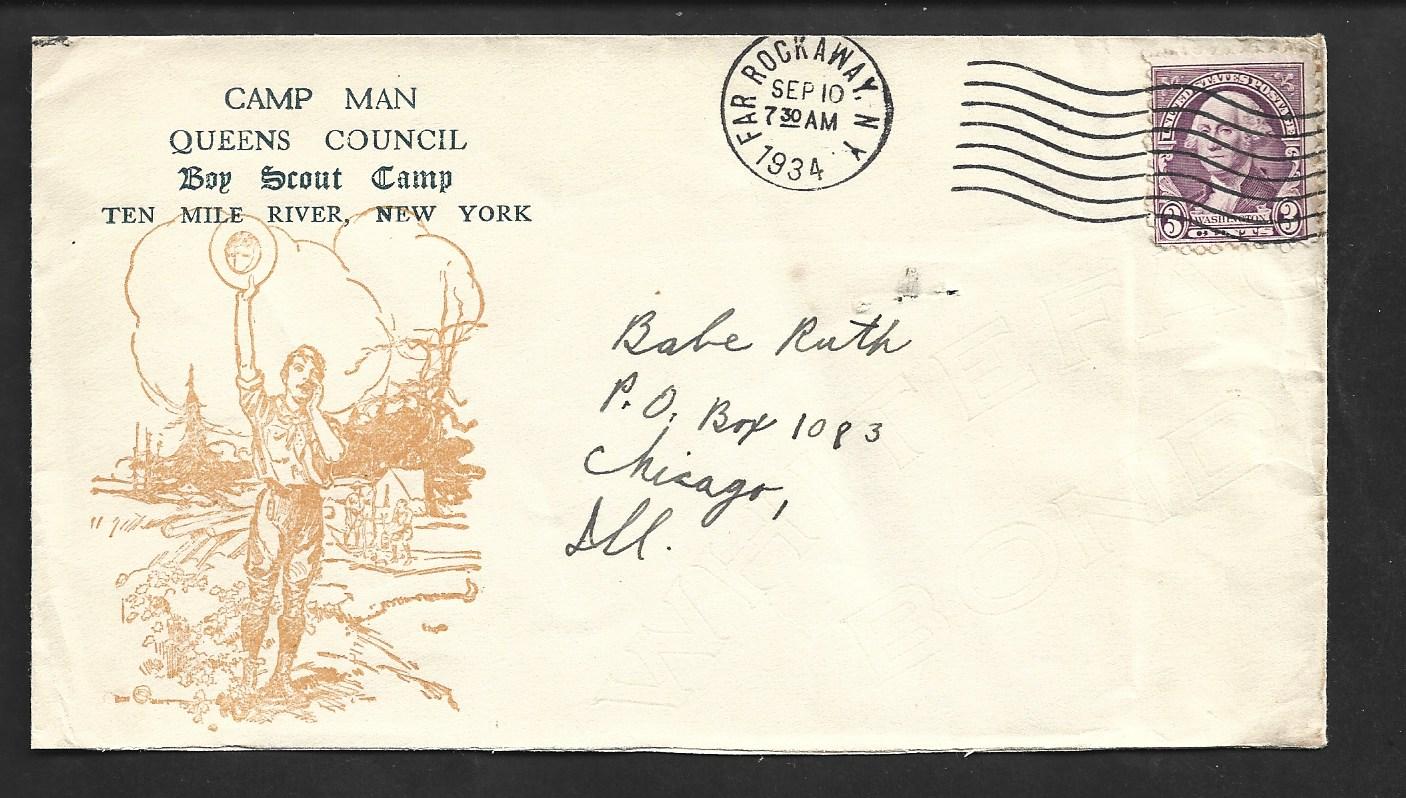 CAMP MAN
QUEENS COUNCIL
Boy Scout Camp
TEN MILE RIVER, NEW YORK
FAR ROCKAWAY, N Y
SEP 10
7 30 AM
1934
UNITED STATES POSTAGE
3 WASHINGTON 3
Babe Ruth
P.O. Box 1083
Chicago,
Ill.
BOND